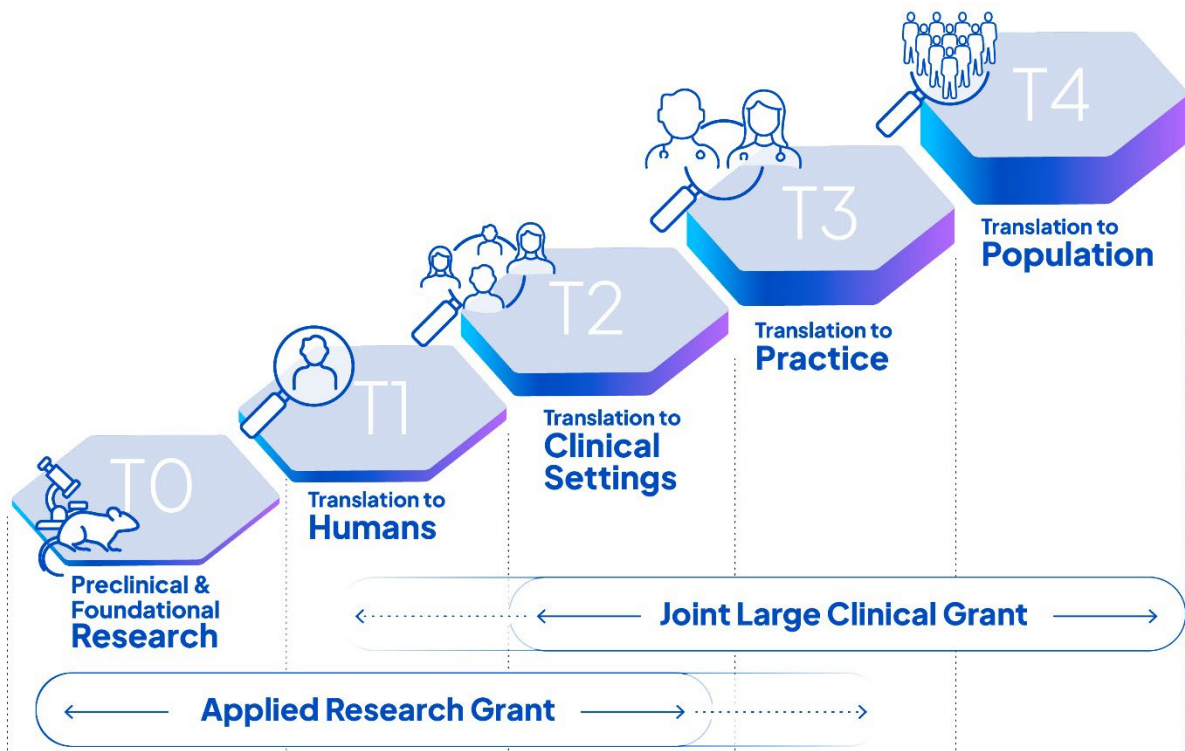 T0
Preclinical &
Foundational
Research
T1
Translation to
Humans
T2
Translation to
Clinical
Settings
T3
Translation to
Practice
T4
Translation to
Population
Joint Large Clinical Grant
Applied Research Grant